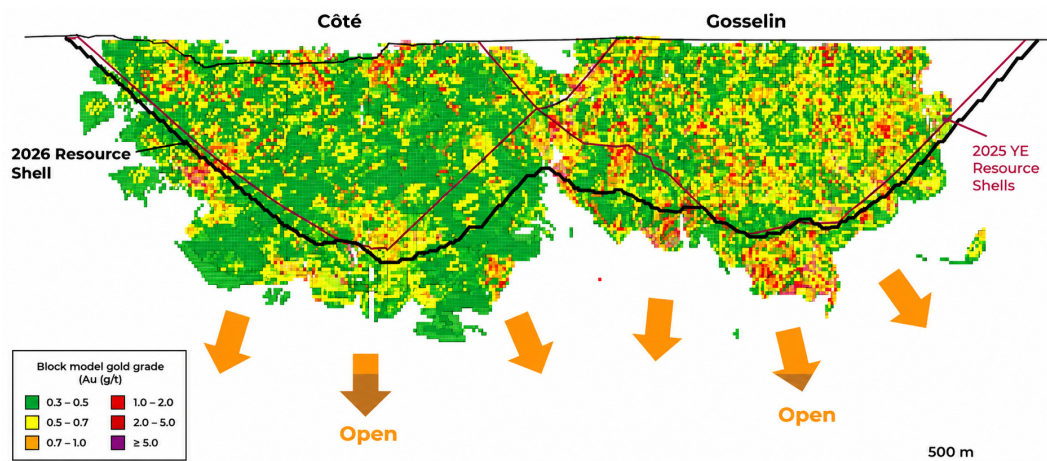 Côté
Gosselin
2026 Resource
Shell
2025 YE
Resource
Shells
Block model gold grade
(Au (g/t)
0.3 – 0.5
1.0 – 2.0
0.5 – 0.7
2.0 – 5.0
0.7 – 1.0
≥ 5.0
Open
Open
500 m